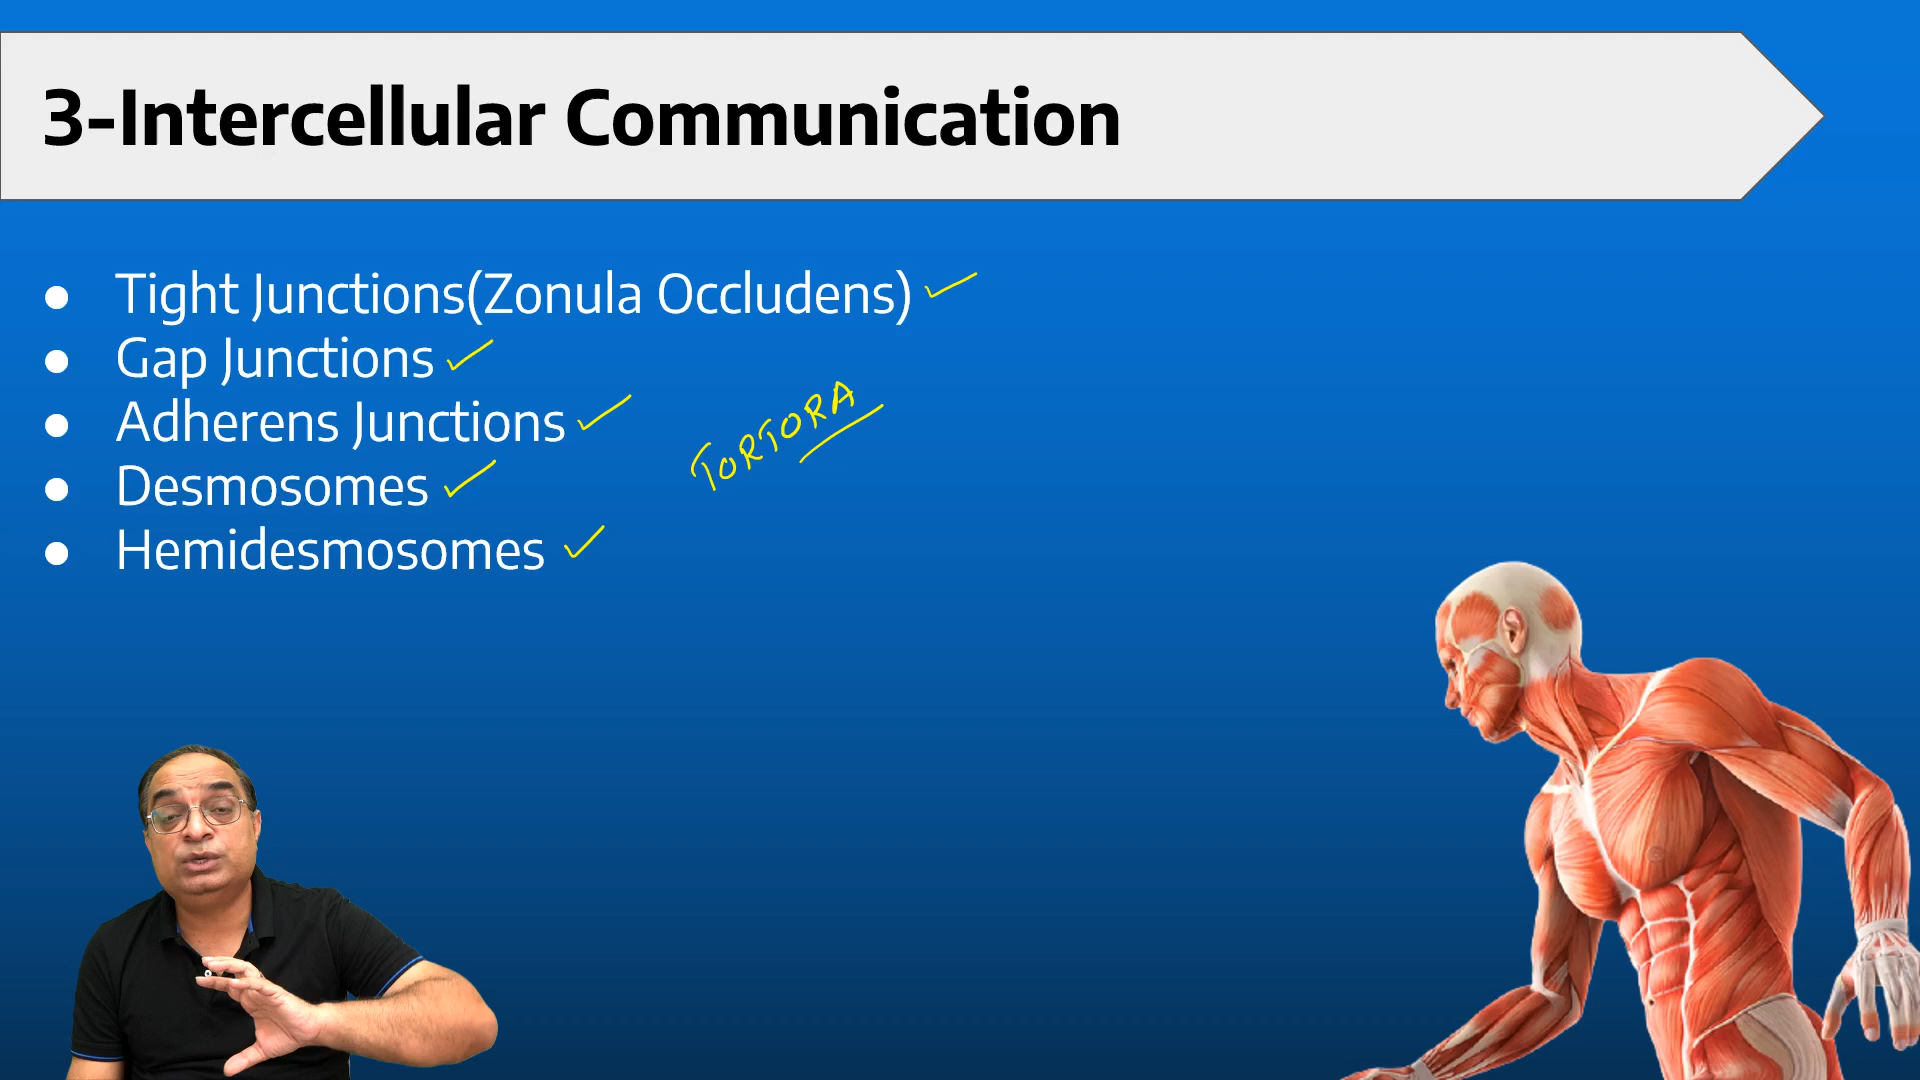 3-Intercellular Communication
● Tight Junctions(Zonula Occludens)
● Gap Junctions
● Adherens Junctions
● Desmosomes
● Hemidesmosomes
TORTORA